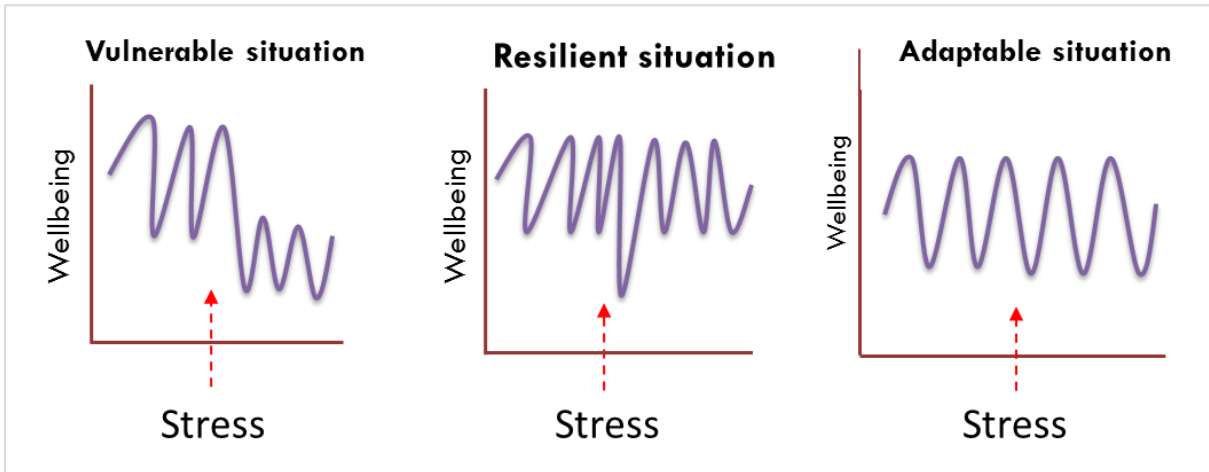 Vulnerable situation
Wellbeing
Stress
Resilient situation
Wellbeing
Stress
Adaptable situation
Wellbeing
Stress